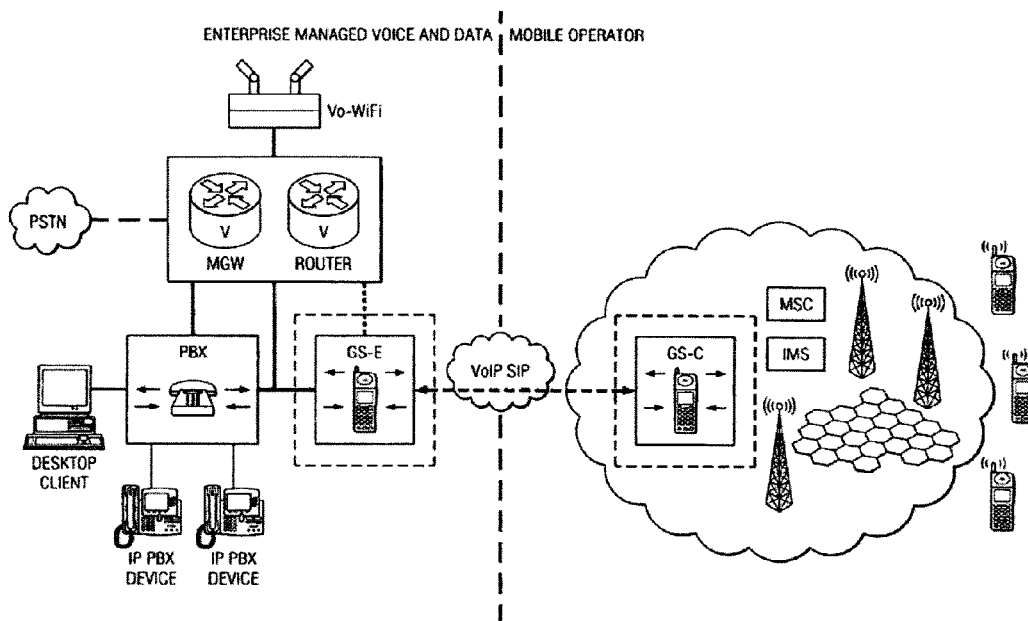 ENTERPRISE MANAGED VOICE AND DATA
MOBILE OPERATOR
Vo-WiFi
PSTN
V
V
MGW
ROUTER
PBX
GS-E
VoIP SIP
GS-C
MSC
IMS
DESKTOP
CLIENT
IP PBX
DEVICE
IP PBX
DEVICE